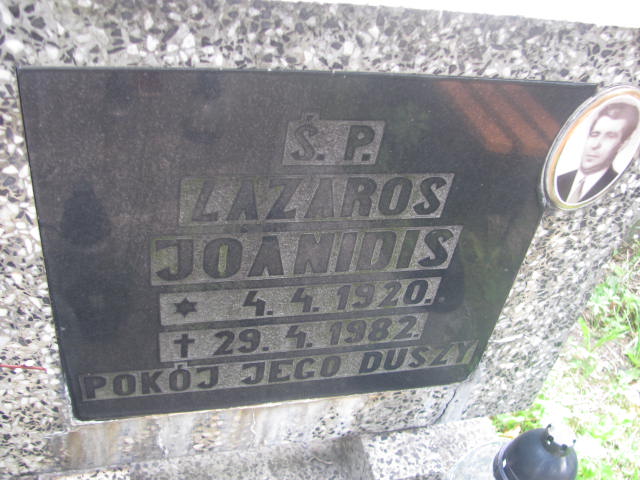 Ś. P.
LAZAROS
JOANIDIS
✶ 4. 4. 1920.
✝ 29. 4. 1982.
POKÓJ JEGO DUSZY